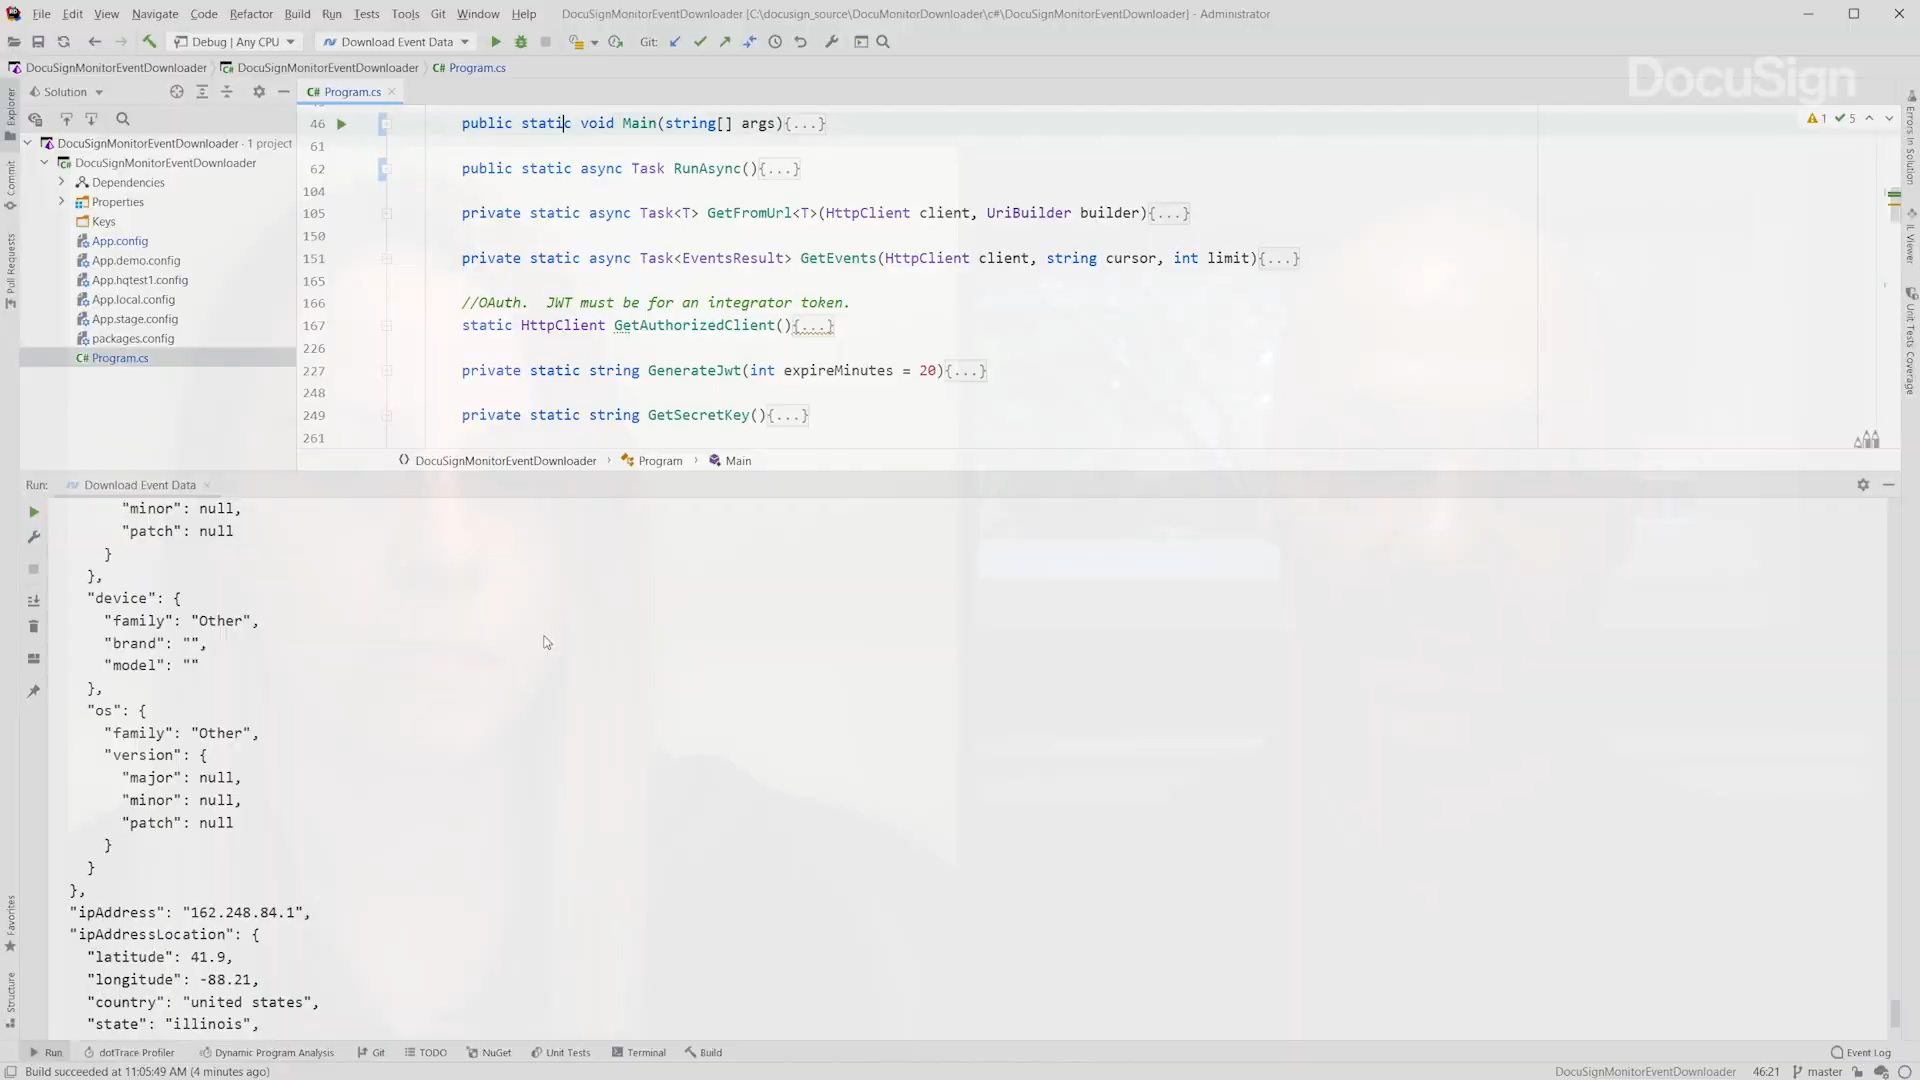 File Edit View Navigate Code Refactor Build Run Tests Tools Git Window Help DocuSignMonitorEventDownloader [C:\docusign_source\DocuMonitorDownloader\c#\DocuSignMonitorEventDownloader] - Administrator
Debug | Any CPU Download Event Data Git:
DocuSignMonitorEventDownloader DocuSignMonitorEventDownloader C# Program.cs
DocuSign
Solution
C# Program.cs
Explorer
Commit
Pull Requests
Favorites
Structure
DocuSignMonitorEventDownloader · 1 project
DocuSignMonitorEventDownloader
Dependencies
Properties
Keys
App.config
App.demo.config
App.hqtest1.config
App.local.config
App.stage.config
packages.config
C# Program.cs
46 public static void Main(string[] args){...}
61
62 public static async Task RunAsync(){...}
104
105 private static async Task<T> GetFromUrl<T>(HttpClient client, UriBuilder builder){...}
150
151 private static async Task<EventsResult> GetEvents(HttpClient client, string cursor, int limit){...}
165
166 //OAuth.  JWT must be for an integrator token.
167 static HttpClient GetAuthorizedClient(){...}
226
227 private static string GenerateJwt(int expireMinutes = 20){...}
248
249 private static string GetSecretKey(){...}
261
1 5
Errors In Solution
IL Viewer
Unit Tests Coverage
DocuSignMonitorEventDownloader Program Main
Run: Download Event Data
"minor": null,
"patch": null
}
},
"device": {
"family": "Other",
"brand": "",
"model": ""
},
"os": {
"family": "Other",
"version": {
"major": null,
"minor": null,
"patch": null
}
}
},
"ipAddress": "162.248.84.1",
"ipAddressLocation": {
"latitude": 41.9,
"longitude": -88.21,
"country": "united states",
"state": "illinois",
Run dotTrace Profiler Dynamic Program Analysis Git TODO NuGet Unit Tests Terminal Build Event Log
Build succeeded at 11:05:49 AM (4 minutes ago) DocuSignMonitorEventDownloader 46:21 master